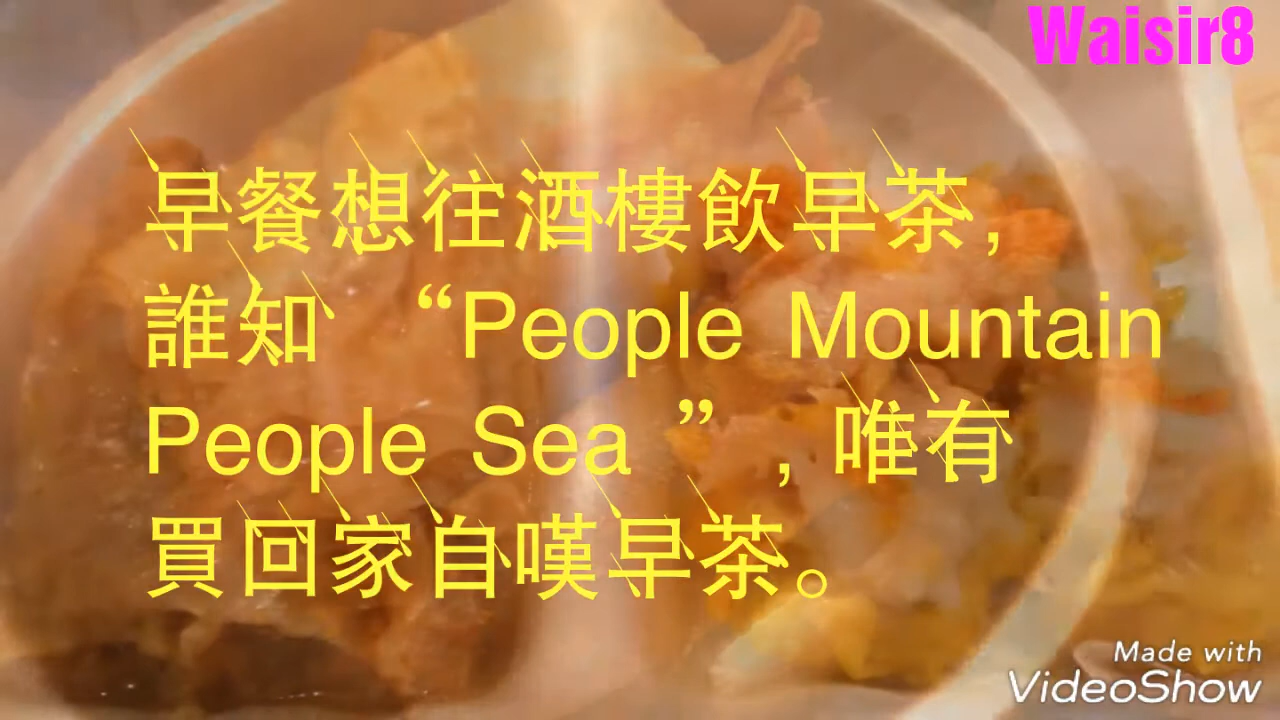 Waisir8
早餐想往酒樓飲早茶,
誰知 “People Mountain
People Sea ” , 唯有
買回家自嘆早茶。
Made with
VideoShow